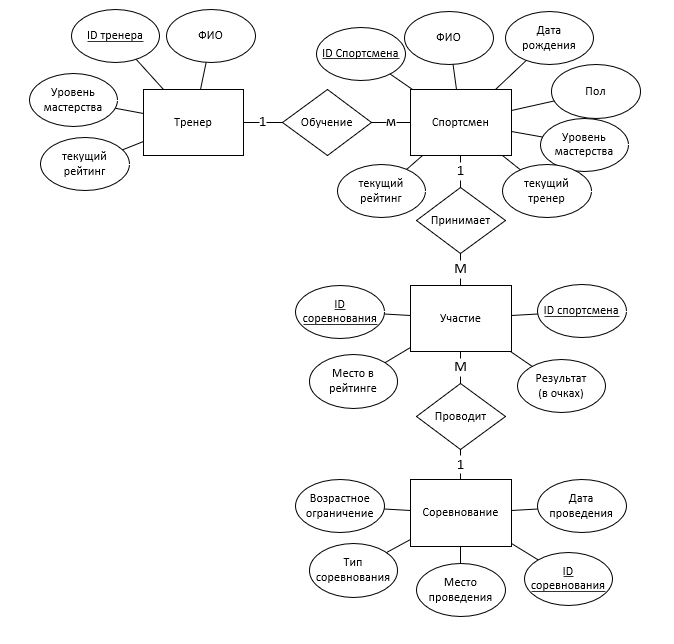 ID тренера
ФИО
Уровень
мастерства
текущий
рейтинг
Тренер
1
Обучение
м
ID Спортсмена
ФИО
Дата
рождения
Пол
Уровень
мастерства
Спортсмен
текущий
рейтинг
текущий
тренер
1
Принимает
М
ID
соревнования
Участие
ID спортсмена
Место в
рейтинге
Результат
(в очках)
М
Проводит
1
Возрастное
ограничение
Соревнование
Дата
проведения
Тип
соревнования
Место
проведения
ID
соревнования